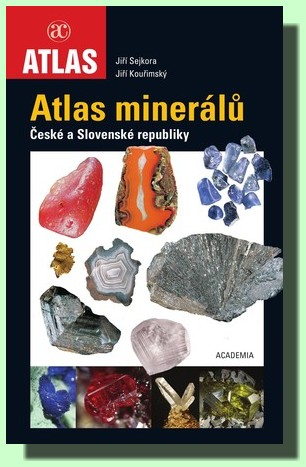 ac
ATLAS
Jiří Sejkora
Jiří Kouřimský
Atlas minerálů
České a Slovenské republiky
ACADEMIA